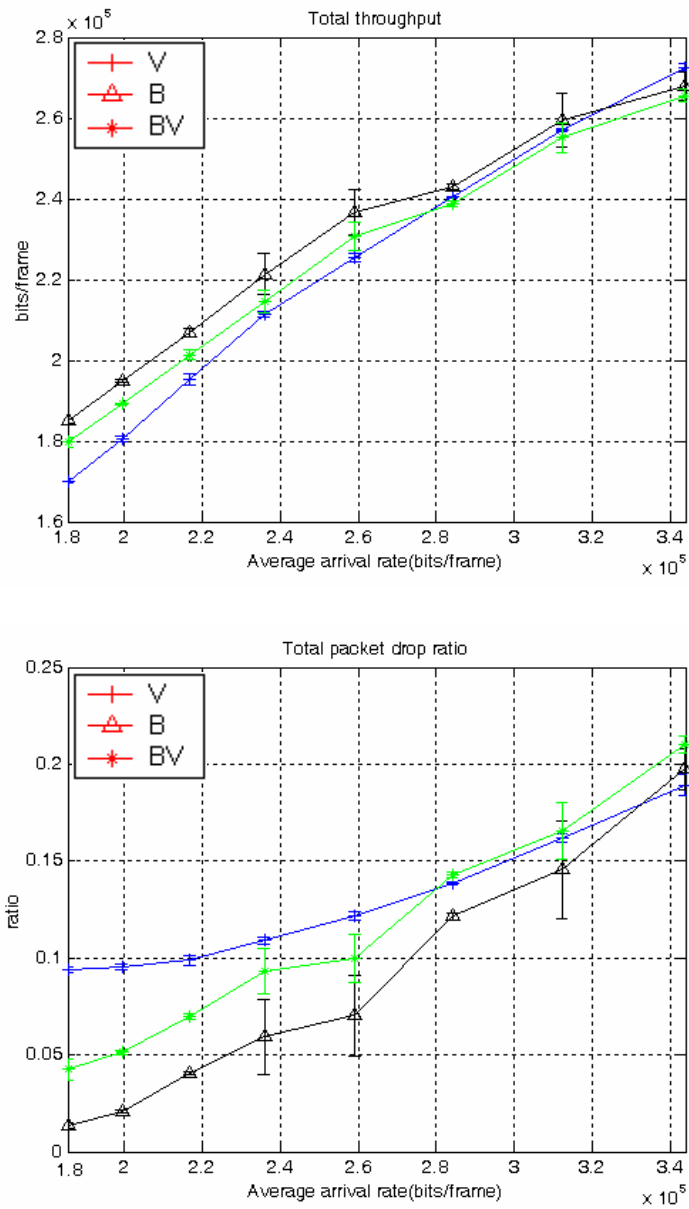 Total throughput
× 10^5
2.8
2.6
2.4
2.2
2
1.8
1.6
bits/frame
V
B
BV
1.8 2 2.2 2.4 2.6 2.8 3 3.2 3.4
Average arrival rate(bits/frame)
× 10^5
Total packet drop ratio
0.25
0.2
0.15
0.1
0.05
0
ratio
V
B
BV
1.8 2 2.2 2.4 2.6 2.8 3 3.2 3.4
Average arrival rate(bits/frame)
× 10^5